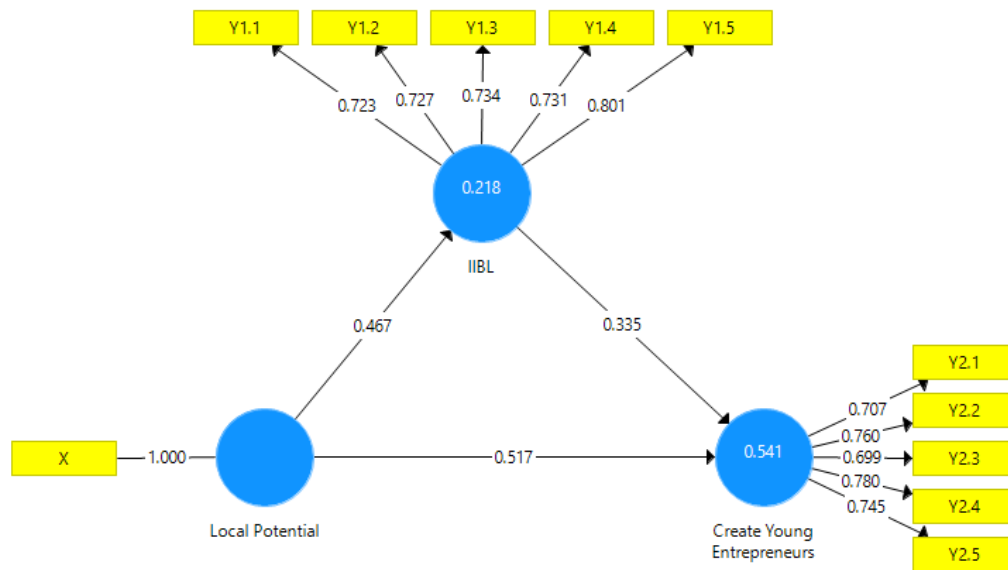 Y1.1 Y1.2 Y1.3 Y1.4 Y1.5
0.723 0.727 0.734 0.731 0.801
0.218
IIBL
0.467 0.335
Y2.1
0.707
Y2.2
0.760
X 1.000 0.517 0.541 0.699 Y2.3
0.780
Y2.4
0.745
Local Potential
Create Young
Entrepreneurs
Y2.5